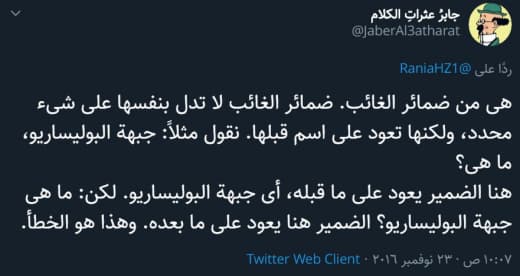 جابرُ عثراتِ الكلام
@JaberAl3atharat
ردًا على @RaniaHZ1
هى من ضمائر الغائب. ضمائر الغائب لا تدل بنفسها على شىء
محدد، ولكنها تعود على اسم قبلها. نقول مثلاً: جبهة البوليساريو،
ما هى؟
هنا الضمير يعود على ما قبله، أى جبهة البوليساريو. لكن: ما هى
جبهة البوليساريو؟ الضمير هنا يعود على ما بعده. وهذا هو الخطأ.
١٠:٠٧ ص · ٢٣ نوفمبر ٢٠١٦ · Twitter Web Client